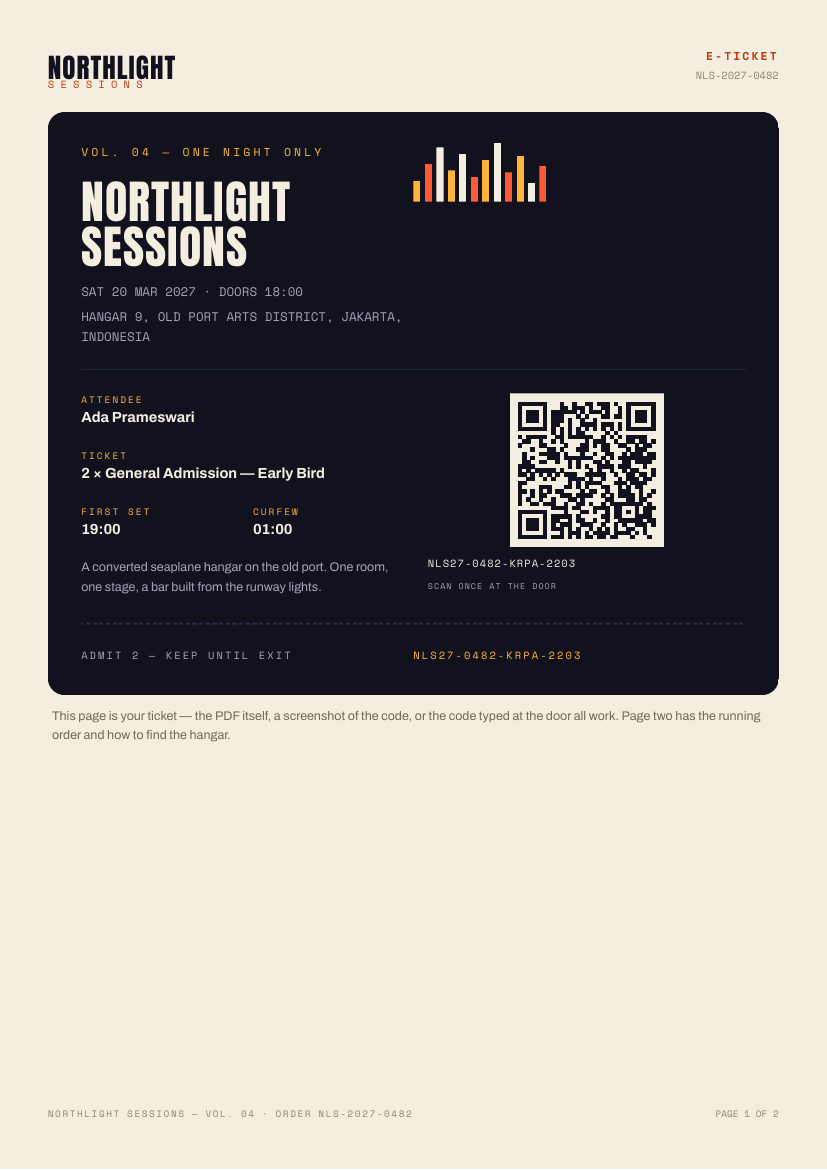 NORTHLIGHT
SESSIONS
E-TICKET
NLS-2027-0482
VOL. 04 — ONE NIGHT ONLY
NORTHLIGHT
SESSIONS
SAT 20 MAR 2027 · DOORS 18:00
HANGAR 9, OLD PORT ARTS DISTRICT, JAKARTA,
INDONESIA
ATTENDEE
Ada Prameswari
TICKET
2 × General Admission — Early Bird
FIRST SET
CURFEW
19:00
01:00
A converted seaplane hangar on the old port. One room,
one stage, a bar built from the runway lights.
NLS27-0482-KRPA-2203
SCAN ONCE AT THE DOOR
ADMIT 2 — KEEP UNTIL EXIT
NLS27-0482-KRPA-2203
This page is your ticket — the PDF itself, a screenshot of the code, or the code typed at the door all work. Page two has the running
order and how to find the hangar.
NORTHLIGHT SESSIONS — VOL. 04 · ORDER NLS-2027-0482
PAGE 1 OF 2